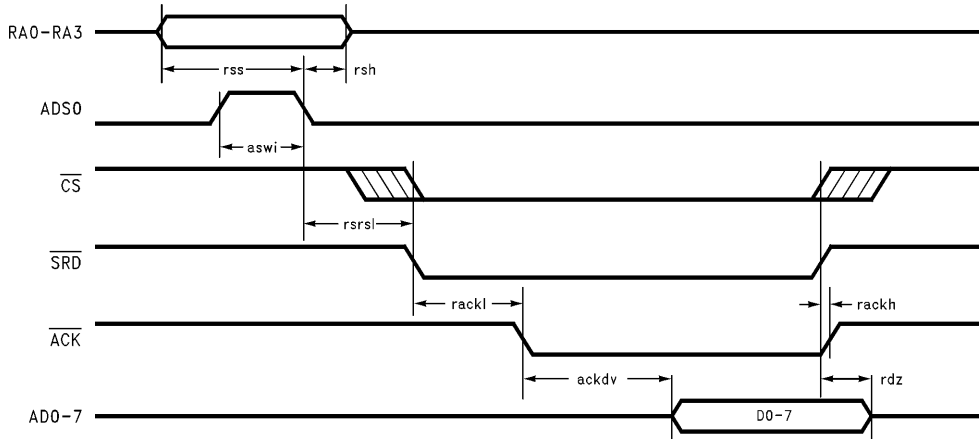 RA0-RA3
rss
rsh
ADS0
aswi
CS
rsrsl
SRD
rackl
rackh
ACK
ackdv
rdz
AD0-7
D0-7